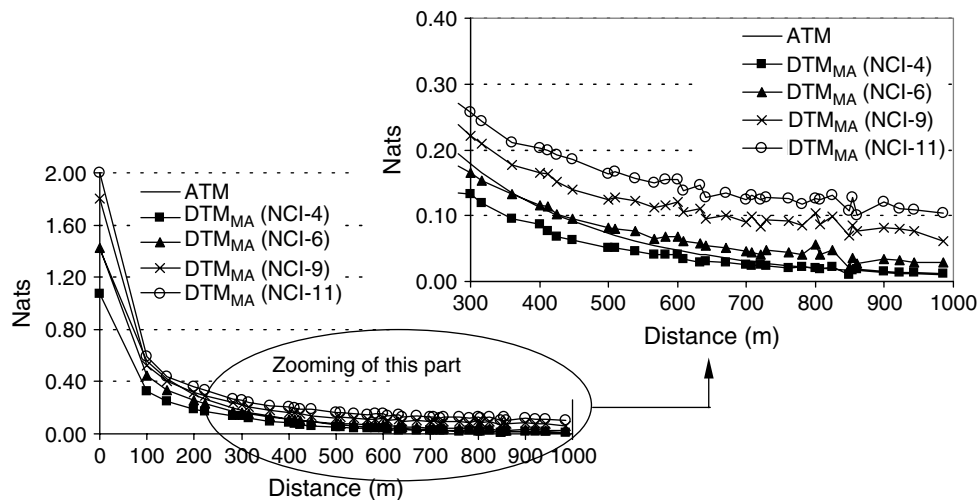 2.00
1.60
1.20
0.80
0.40
0.00
Nats
0 100 200 300 400 500 600 700 800 900 1000
Distance (m)
ATM
DTMMA (NCI-4)
DTMMA (NCI-6)
DTMMA (NCI-9)
DTMMA (NCI-11)
Zooming of this part
0.40
0.30
0.20
0.10
0.00
Nats
300 400 500 600 700 800 900 1000
Distance (m)
ATM
DTMMA (NCI-4)
DTMMA (NCI-6)
DTMMA (NCI-9)
DTMMA (NCI-11)